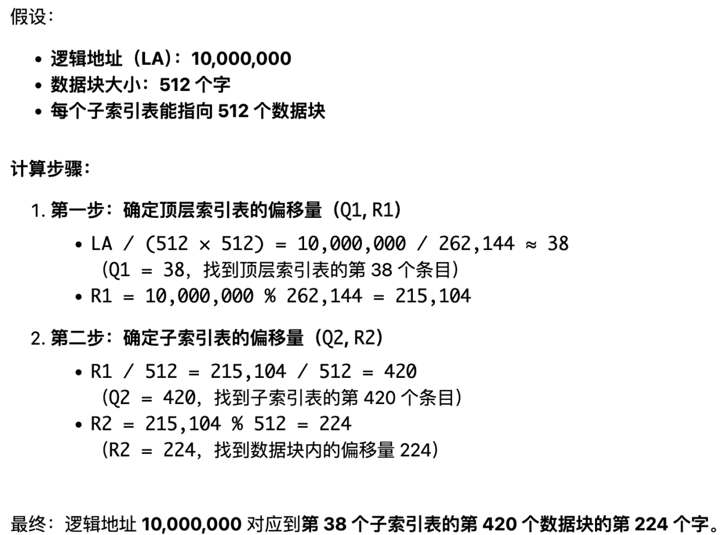 假设：
• 逻辑地址（LA）：10,000,000
• 数据块大小：512 个字
• 每个子索引表能指向 512 个数据块
计算步骤：
1. 第一步：确定顶层索引表的偏移量（Q1, R1）
• LA / (512 × 512) = 10,000,000 / 262,144 ≈ 38
（Q1 = 38，找到顶层索引表的第 38 个条目）
• R1 = 10,000,000 % 262,144 = 215,104
2. 第二步：确定子索引表的偏移量（Q2, R2）
• R1 / 512 = 215,104 / 512 = 420
（Q2 = 420，找到子索引表的第 420 个条目）
• R2 = 215,104 % 512 = 224
（R2 = 224，找到数据块内的偏移量 224）
最终：逻辑地址 10,000,000 对应到第 38 个子索引表的第 420 个数据块的第 224 个字。